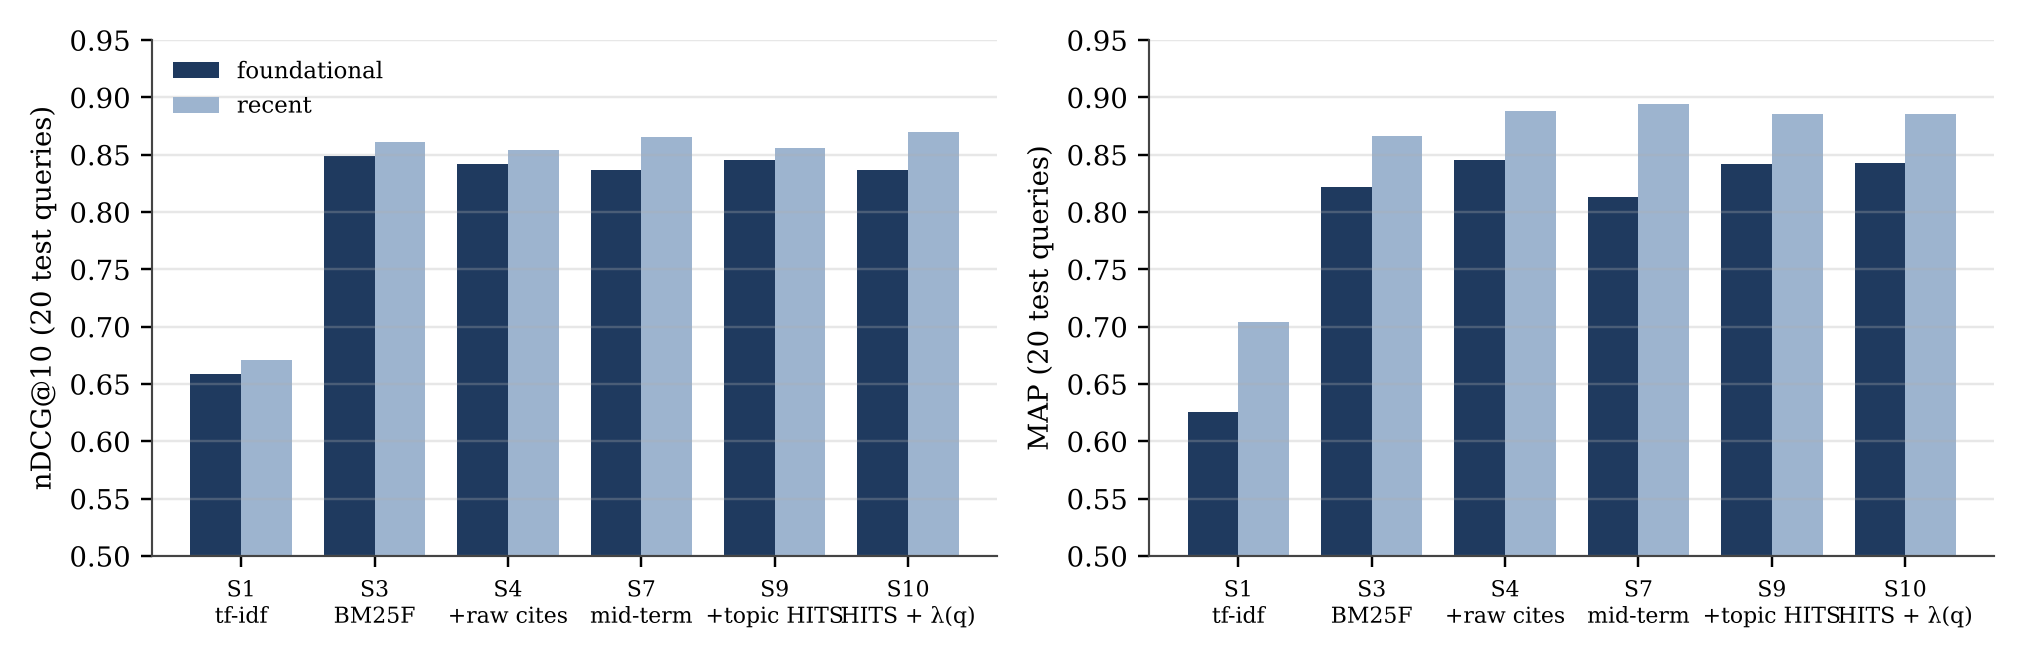 nDCG@10 (20 test queries)
0.95
0.90
0.85
0.80
0.75
0.70
0.65
0.60
0.55
0.50
foundational
recent
S1 S3 S4 S7 S9 S10
tf-idf BM25F +raw cites mid-term +topic HITS HITS + λ(q)
MAP (20 test queries)
0.95
0.90
0.85
0.80
0.75
0.70
0.65
0.60
0.55
0.50
S1 S3 S4 S7 S9 S10
tf-idf BM25F +raw cites mid-term +topic HITS HITS + λ(q)